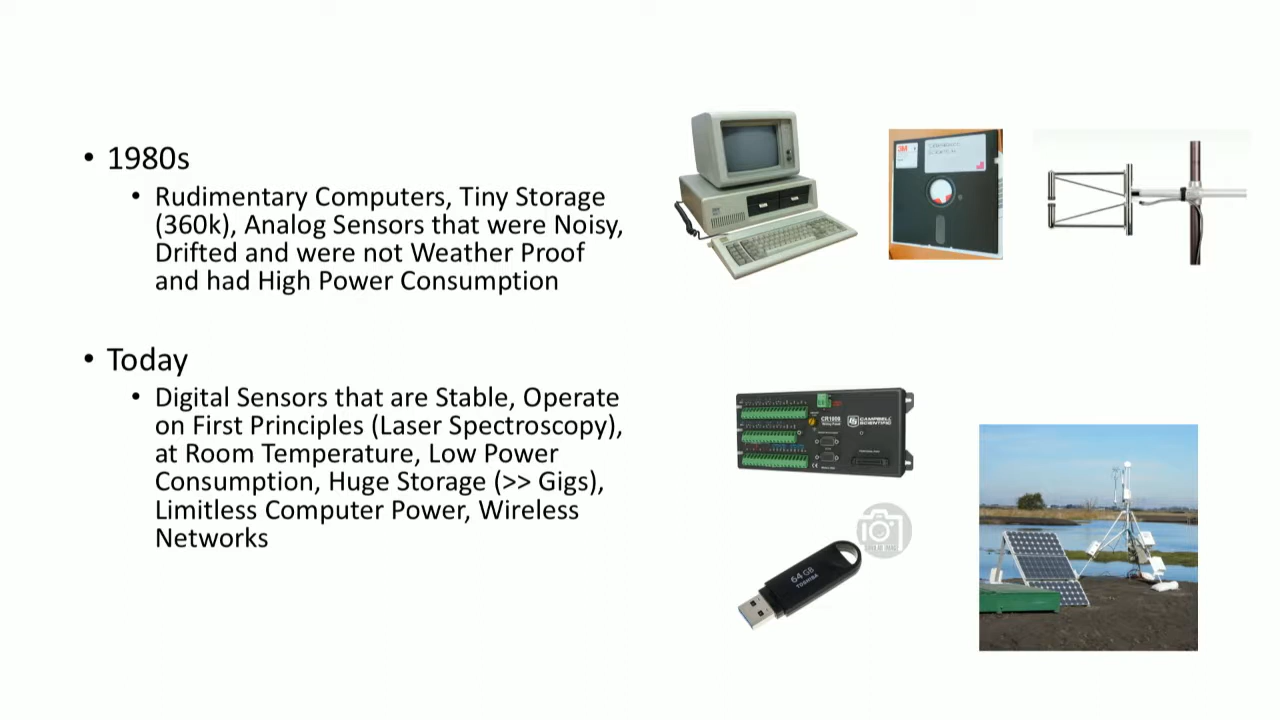 • 1980s
• Rudimentary Computers, Tiny Storage
(360k), Analog Sensors that were Noisy,
Drifted and were not Weather Proof
and had High Power Consumption
• Today
• Digital Sensors that are Stable, Operate
on First Principles (Laser Spectroscopy),
at Room Temperature, Low Power
Consumption, Huge Storage (>> Gigs),
Limitless Computer Power, Wireless
Networks
3M
CAMPBELL
SCIENTIFIC
64 GB
TOSHIBA